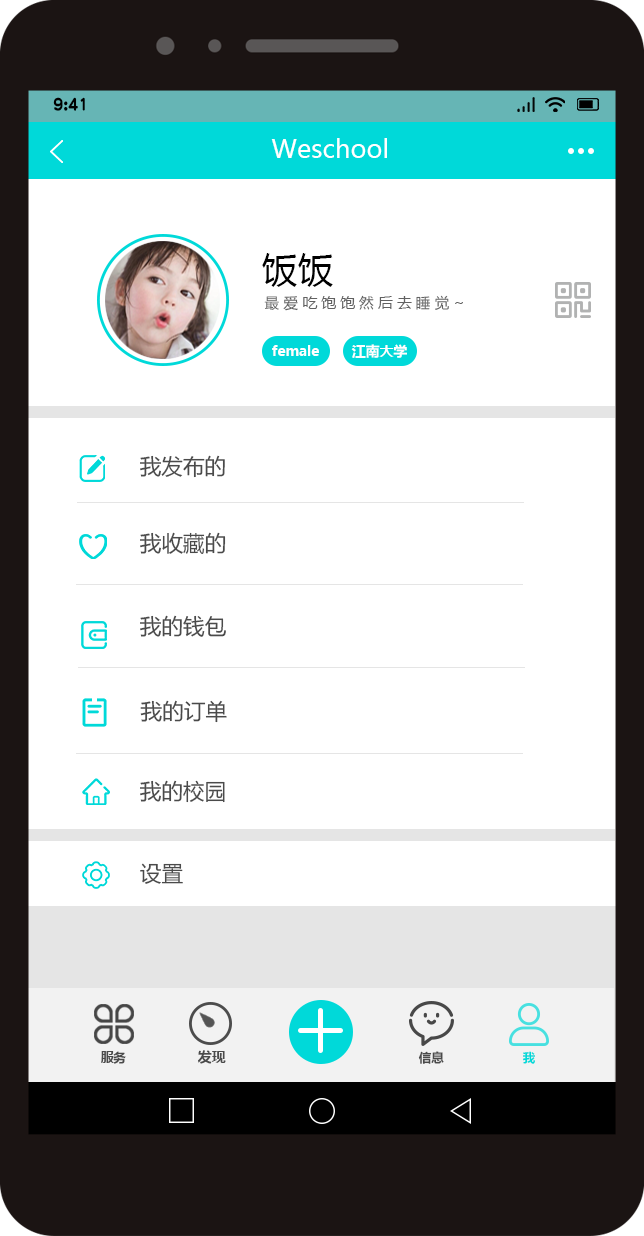 9:41
Weschool
饭饭
最爱吃饱饱然后去睡觉~
female 江南大学
我发布的
我收藏的
我的钱包
我的订单
我的校园
设置
服务 发现 信息 我